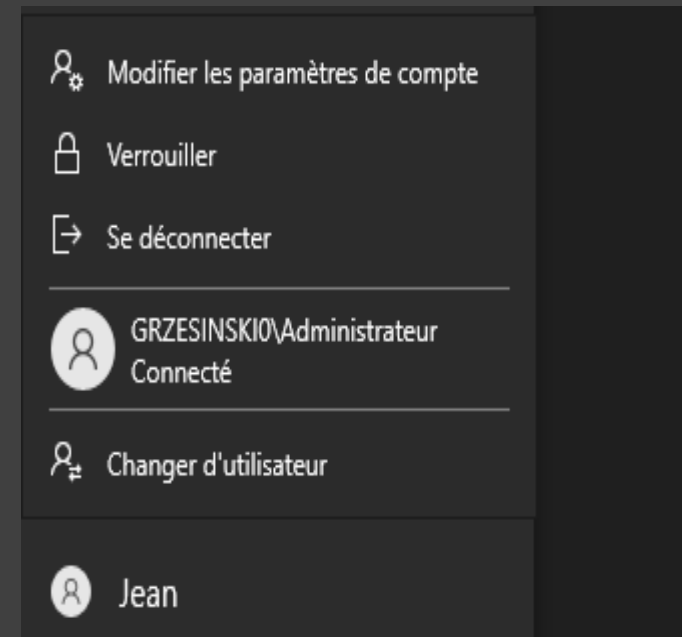 Modifier les paramètres de compte
Verrouiller
Se déconnecter
GRZESINSKI0\Administrateur
Connecté
Changer d'utilisateur
Jean